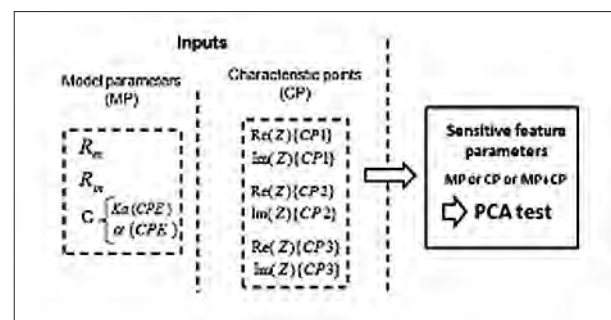 Inputs
Model parameters
(MP)
Characteristic points
(CP)
R
R
C
Ka (CPE)
α (CPE)
Re(Z){CP1}
Im(Z){CP1}
Re(Z){CP2}
Im(Z){CP2}
Re(Z){CP3}
Im(Z){CP3}
Sensitive feature
parameters
MP or CP or MP+CP
PCA test